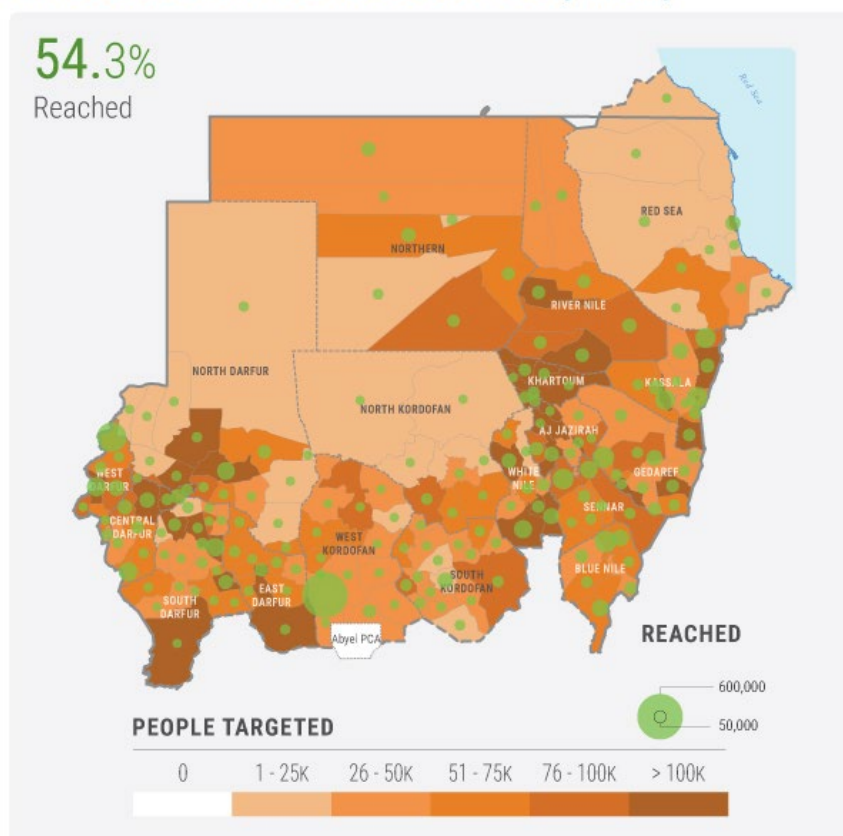 54.3%
Reached
Red Sea
RED SEA
NORTHERN
RIVER NILE
NORTH DARFUR
KHARTOUM
KASSALA
NORTH KORDOFAN
AJ JAZIRAH
WEST
DARFUR
WHITE
NILE
GEDAREF
CENTRAL
DARFUR
SENNAR
WEST
KORDOFAN
SOUTH
KORDOFAN
BLUE NILE
EAST
DARFUR
SOUTH
DARFUR
Abyei PCA
REACHED
600,000
50,000
PEOPLE TARGETED
0 1 - 25K 26 - 50K 51 - 75K 76 - 100K > 100K